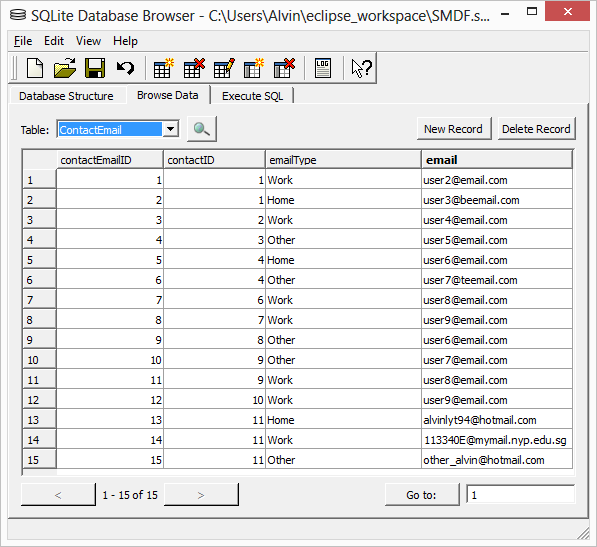 SQLite Database Browser - C:\Users\Alvin\eclipse_workspace\SMDF.s...
File Edit View Help
LOG
Database Structure Browse Data Execute SQL
Table: ContactEmail New Record Delete Record
contactEmailID contactID emailType email
1 1 1 Work user2@email.com
2 2 1 Home user3@beemail.com
3 3 2 Work user4@email.com
4 4 3 Other user5@email.com
5 5 4 Home user6@email.com
6 6 4 Other user7@teemail.com
7 7 6 Work user8@email.com
8 8 7 Work user9@email.com
9 9 8 Other user6@email.com
10 10 9 Other user7@email.com
11 11 9 Work user8@email.com
12 12 10 Work user9@email.com
13 13 11 Home alvinlyt94@hotmail.com
14 14 11 Work 113340E@mymail.nyp.edu.sg
15 15 11 Other other_alvin@hotmail.com
< 1 - 15 of 15 > Go to: 1